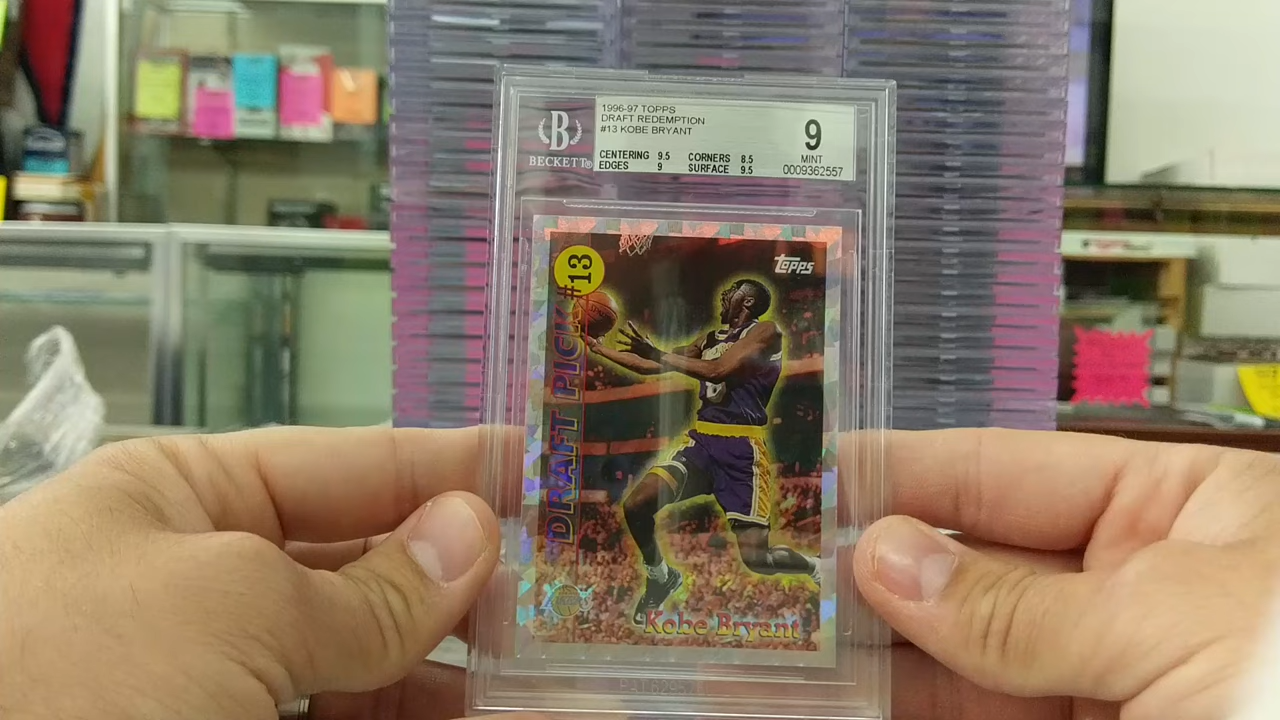 1996-97 TOPPS
DRAFT REDEMPTION
#13 KOBE BRYANT
BECKETT®
CENTERING 9.5 CORNERS 8.5
EDGES 9 SURFACE 9.5
9
MINT
0009362557
TOPPS
DRAFT PICK #13
Kobe Bryant